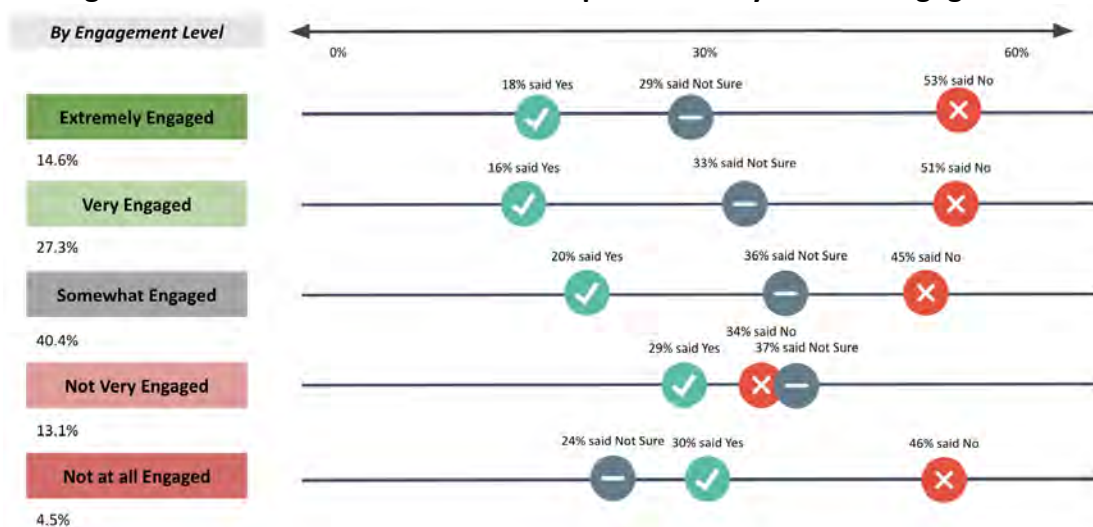 By Engagement Level
0% 30% 60%
18% said Yes 29% said Not Sure 53% said No
Extremely Engaged
14.6%
16% said Yes 33% said Not Sure 51% said No
Very Engaged
27.3%
20% said Yes 36% said Not Sure 45% said No
Somewhat Engaged
40.4%
34% said No
29% said Yes 37% said Not Sure
Not Very Engaged
13.1%
24% said Not Sure 30% said Yes 46% said No
Not at all Engaged
4.5%